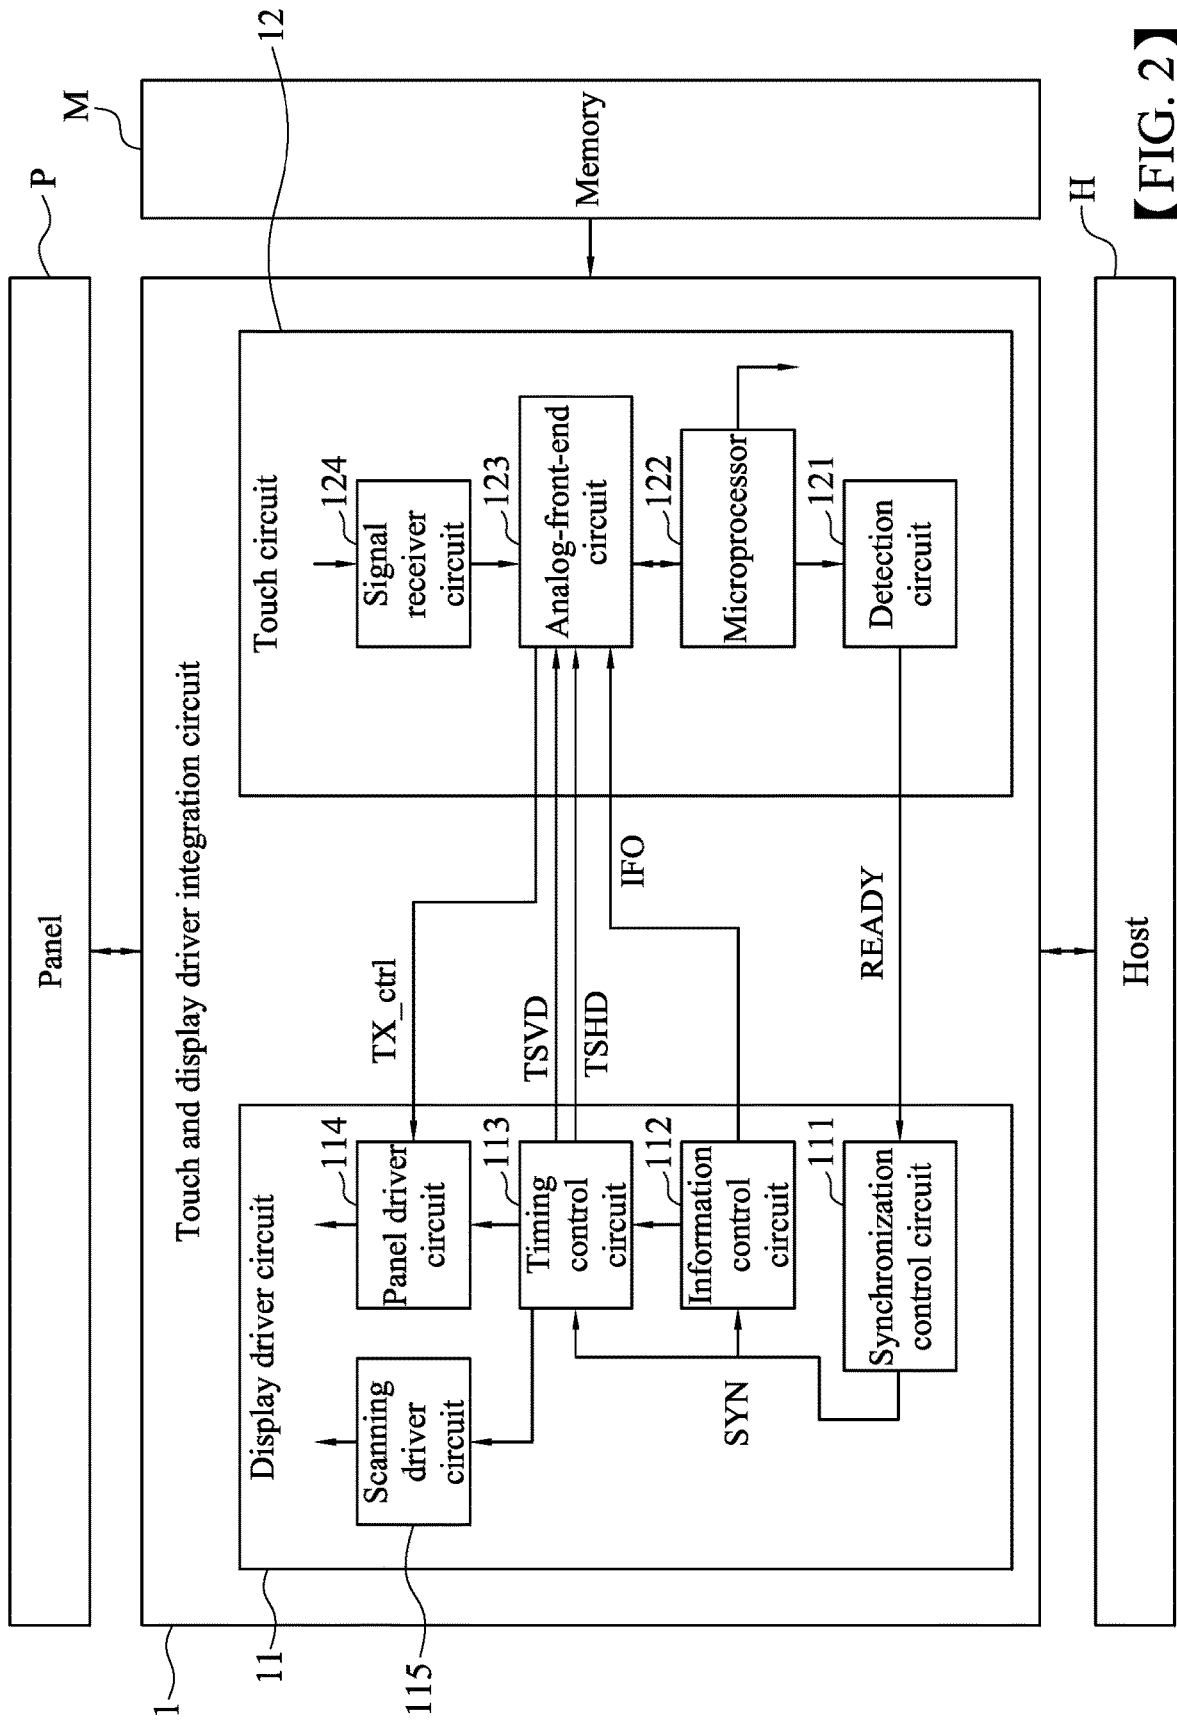 P
Panel
M
Memory
1
Touch and display driver integration circuit
11
Display driver circuit
115
Scanning
driver
circuit
114
Panel driver
circuit
113
Timing
control
circuit
112
Information
control
circuit
111
Synchronization
control circuit
SYN
TX_ctrl
TSVD
TSHD
IFO
READY
12
Touch circuit
124
Signal
receiver
circuit
123
Analog-front-end
circuit
122
Microprocessor
121
Detection
circuit
H
Host
【FIG. 2】